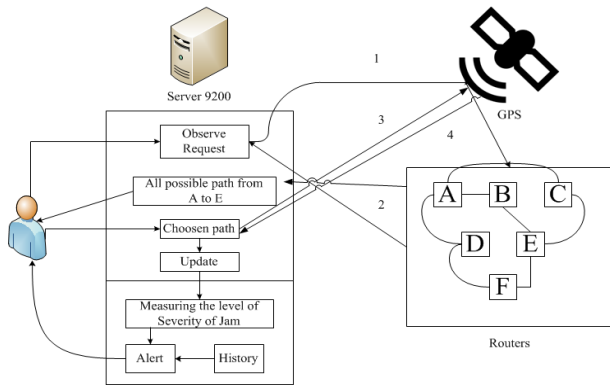 Server 9200
1
GPS
3
4
Observe
Request
All possible path from
A to E
2
A
B
C
Choosen path
D
E
Update
F
Measuring the level of
Severity of Jam
Alert
History
Routers